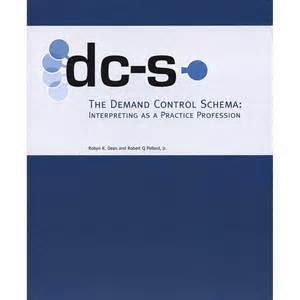 dc-s
THE DEMAND CONTROL SCHEMA:
INTERPRETING AS A PRACTICE PROFESSION
Robyn K. Dean and Robert Q Pollard, Jr.